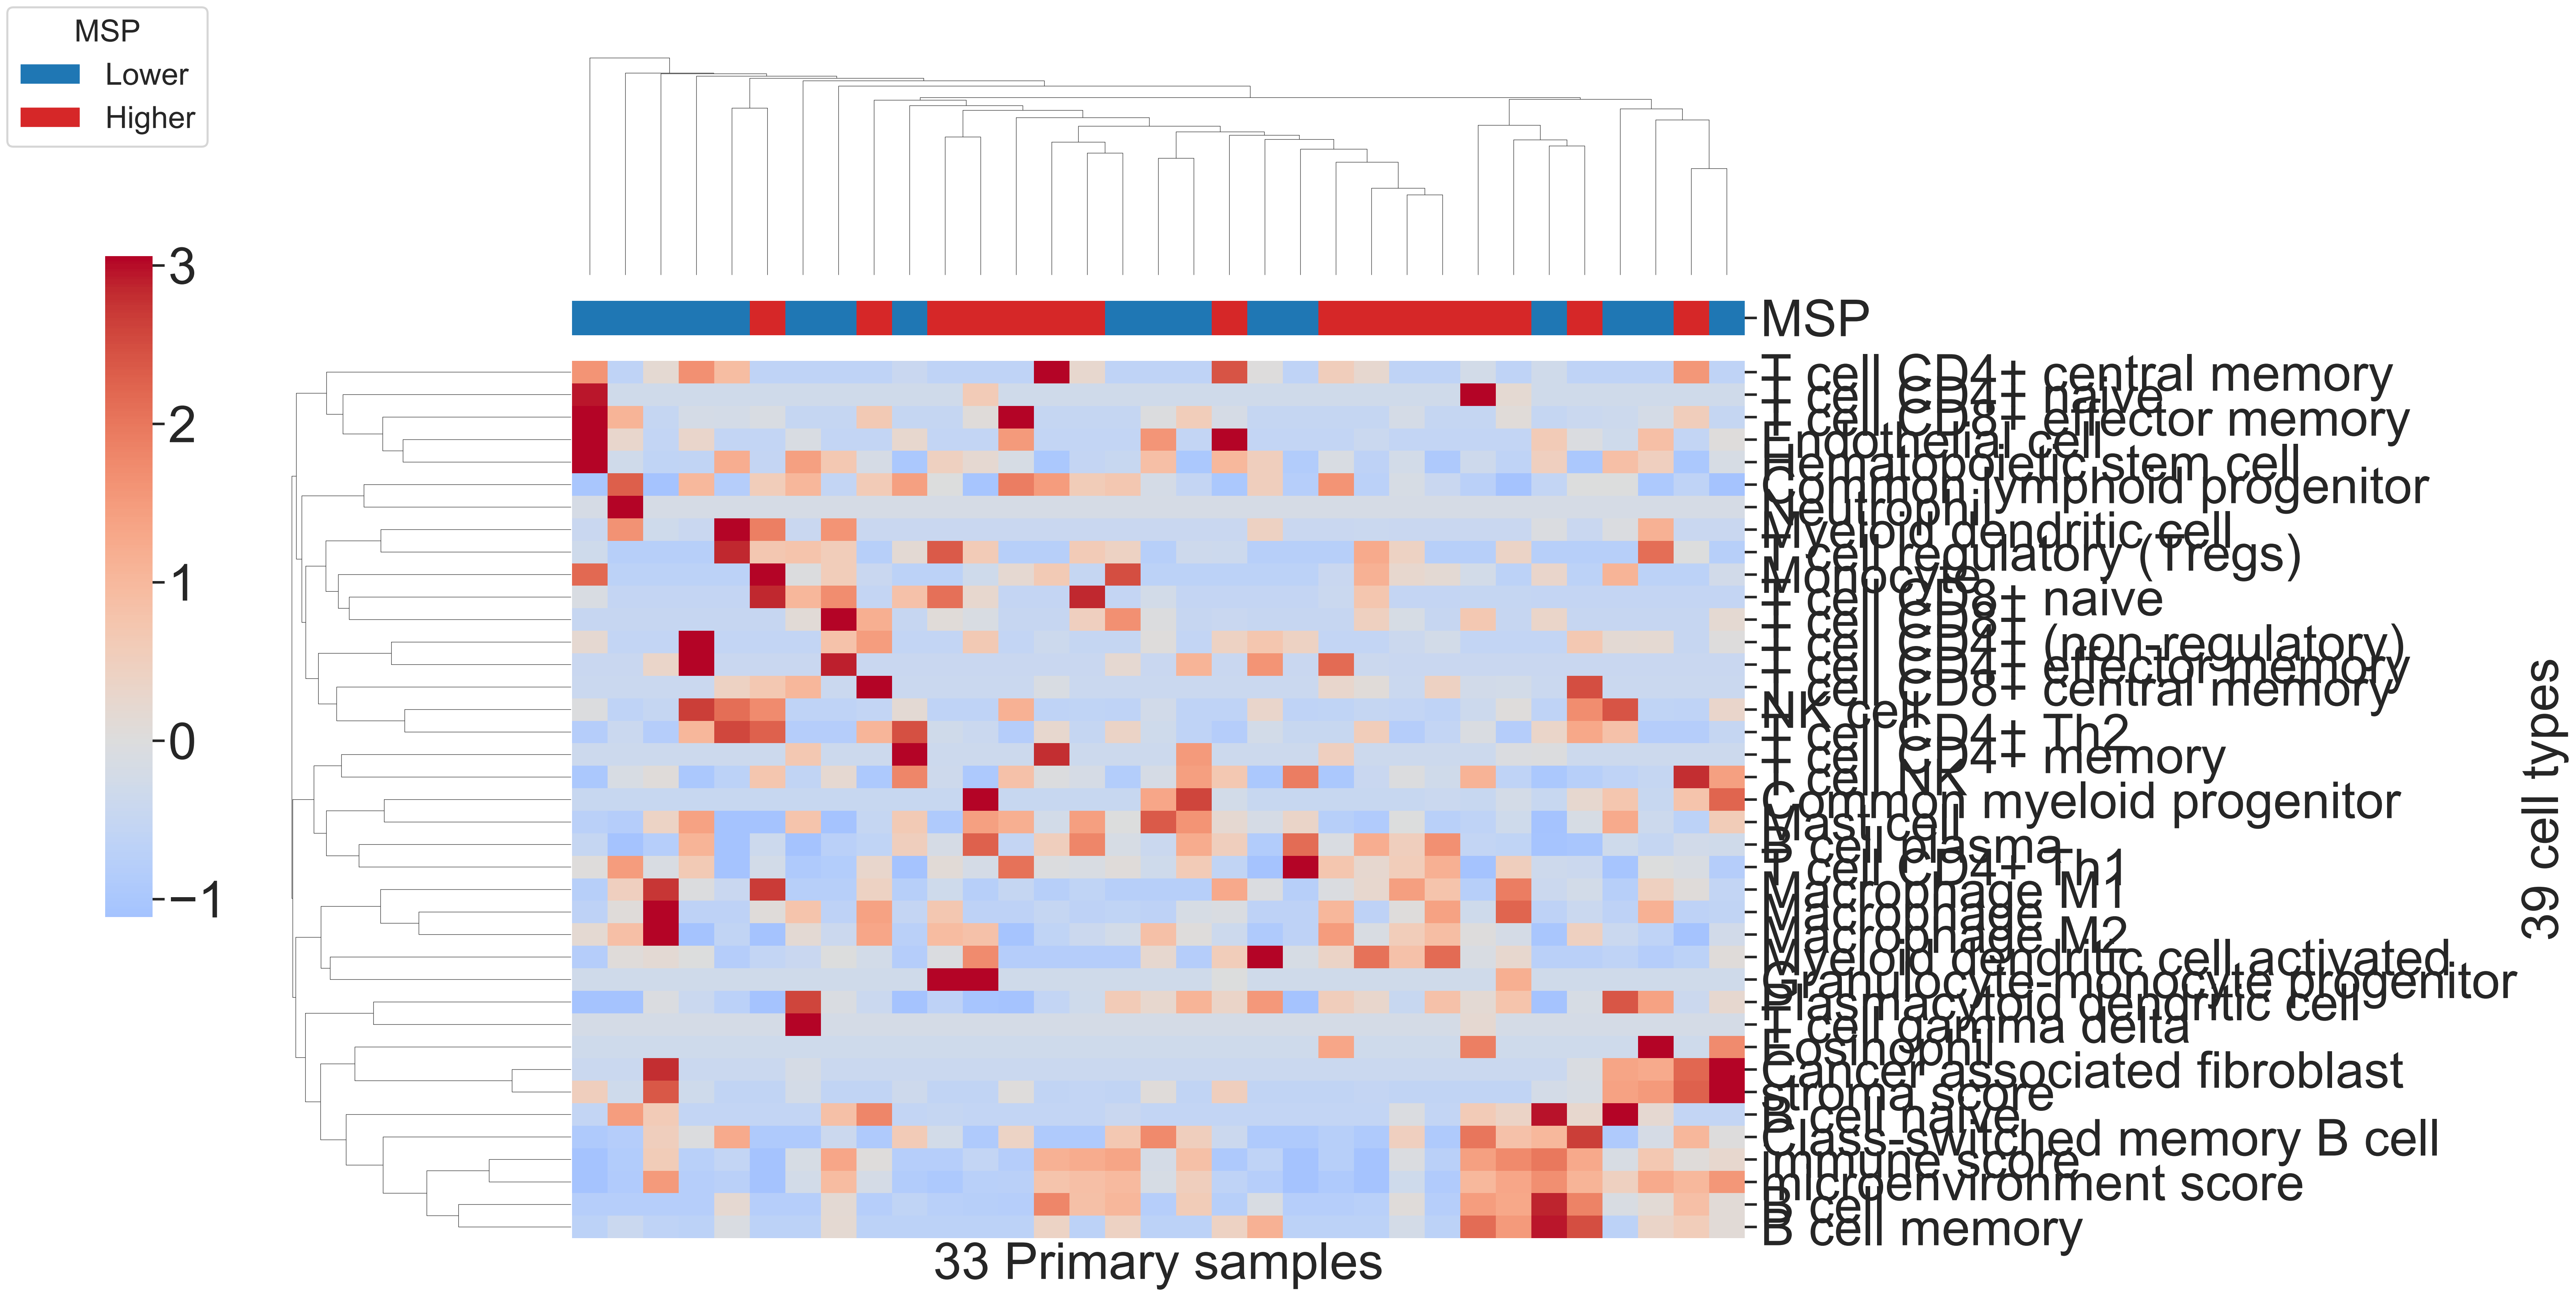 MSP
Lower
Higher
3
2
1
0
−1
MSP
T cell CD4+ central memory
T cell CD4+ naive
T cell CD8+ effector memory
Endothelial cell
Hematopoietic stem cell
Common lymphoid progenitor
Neutrophil
Myeloid dendritic cell
T cell regulatory (Tregs)
Monocyte
T cell CD8+ naive
T cell CD8+
T cell CD4+ (non-regulatory)
T cell CD4+ effector memory
T cell CD8+ central memory
NK cell
T cell CD4+ Th2
T cell CD4+ memory
T cell NK
Common myeloid progenitor
Mast cell
B cell plasma
T cell CD4+ Th1
Macrophage M1
Macrophage
Macrophage M2
Myeloid dendritic cell activated
Granulocyte-monocyte progenitor
Plasmacytoid dendritic cell
T cell gamma delta
Eosinophil
Cancer associated fibroblast
stroma score
B cell naive
Class-switched memory B cell
immune score
microenvironment score
B cell
B cell memory
39 cell types
33 Primary samples